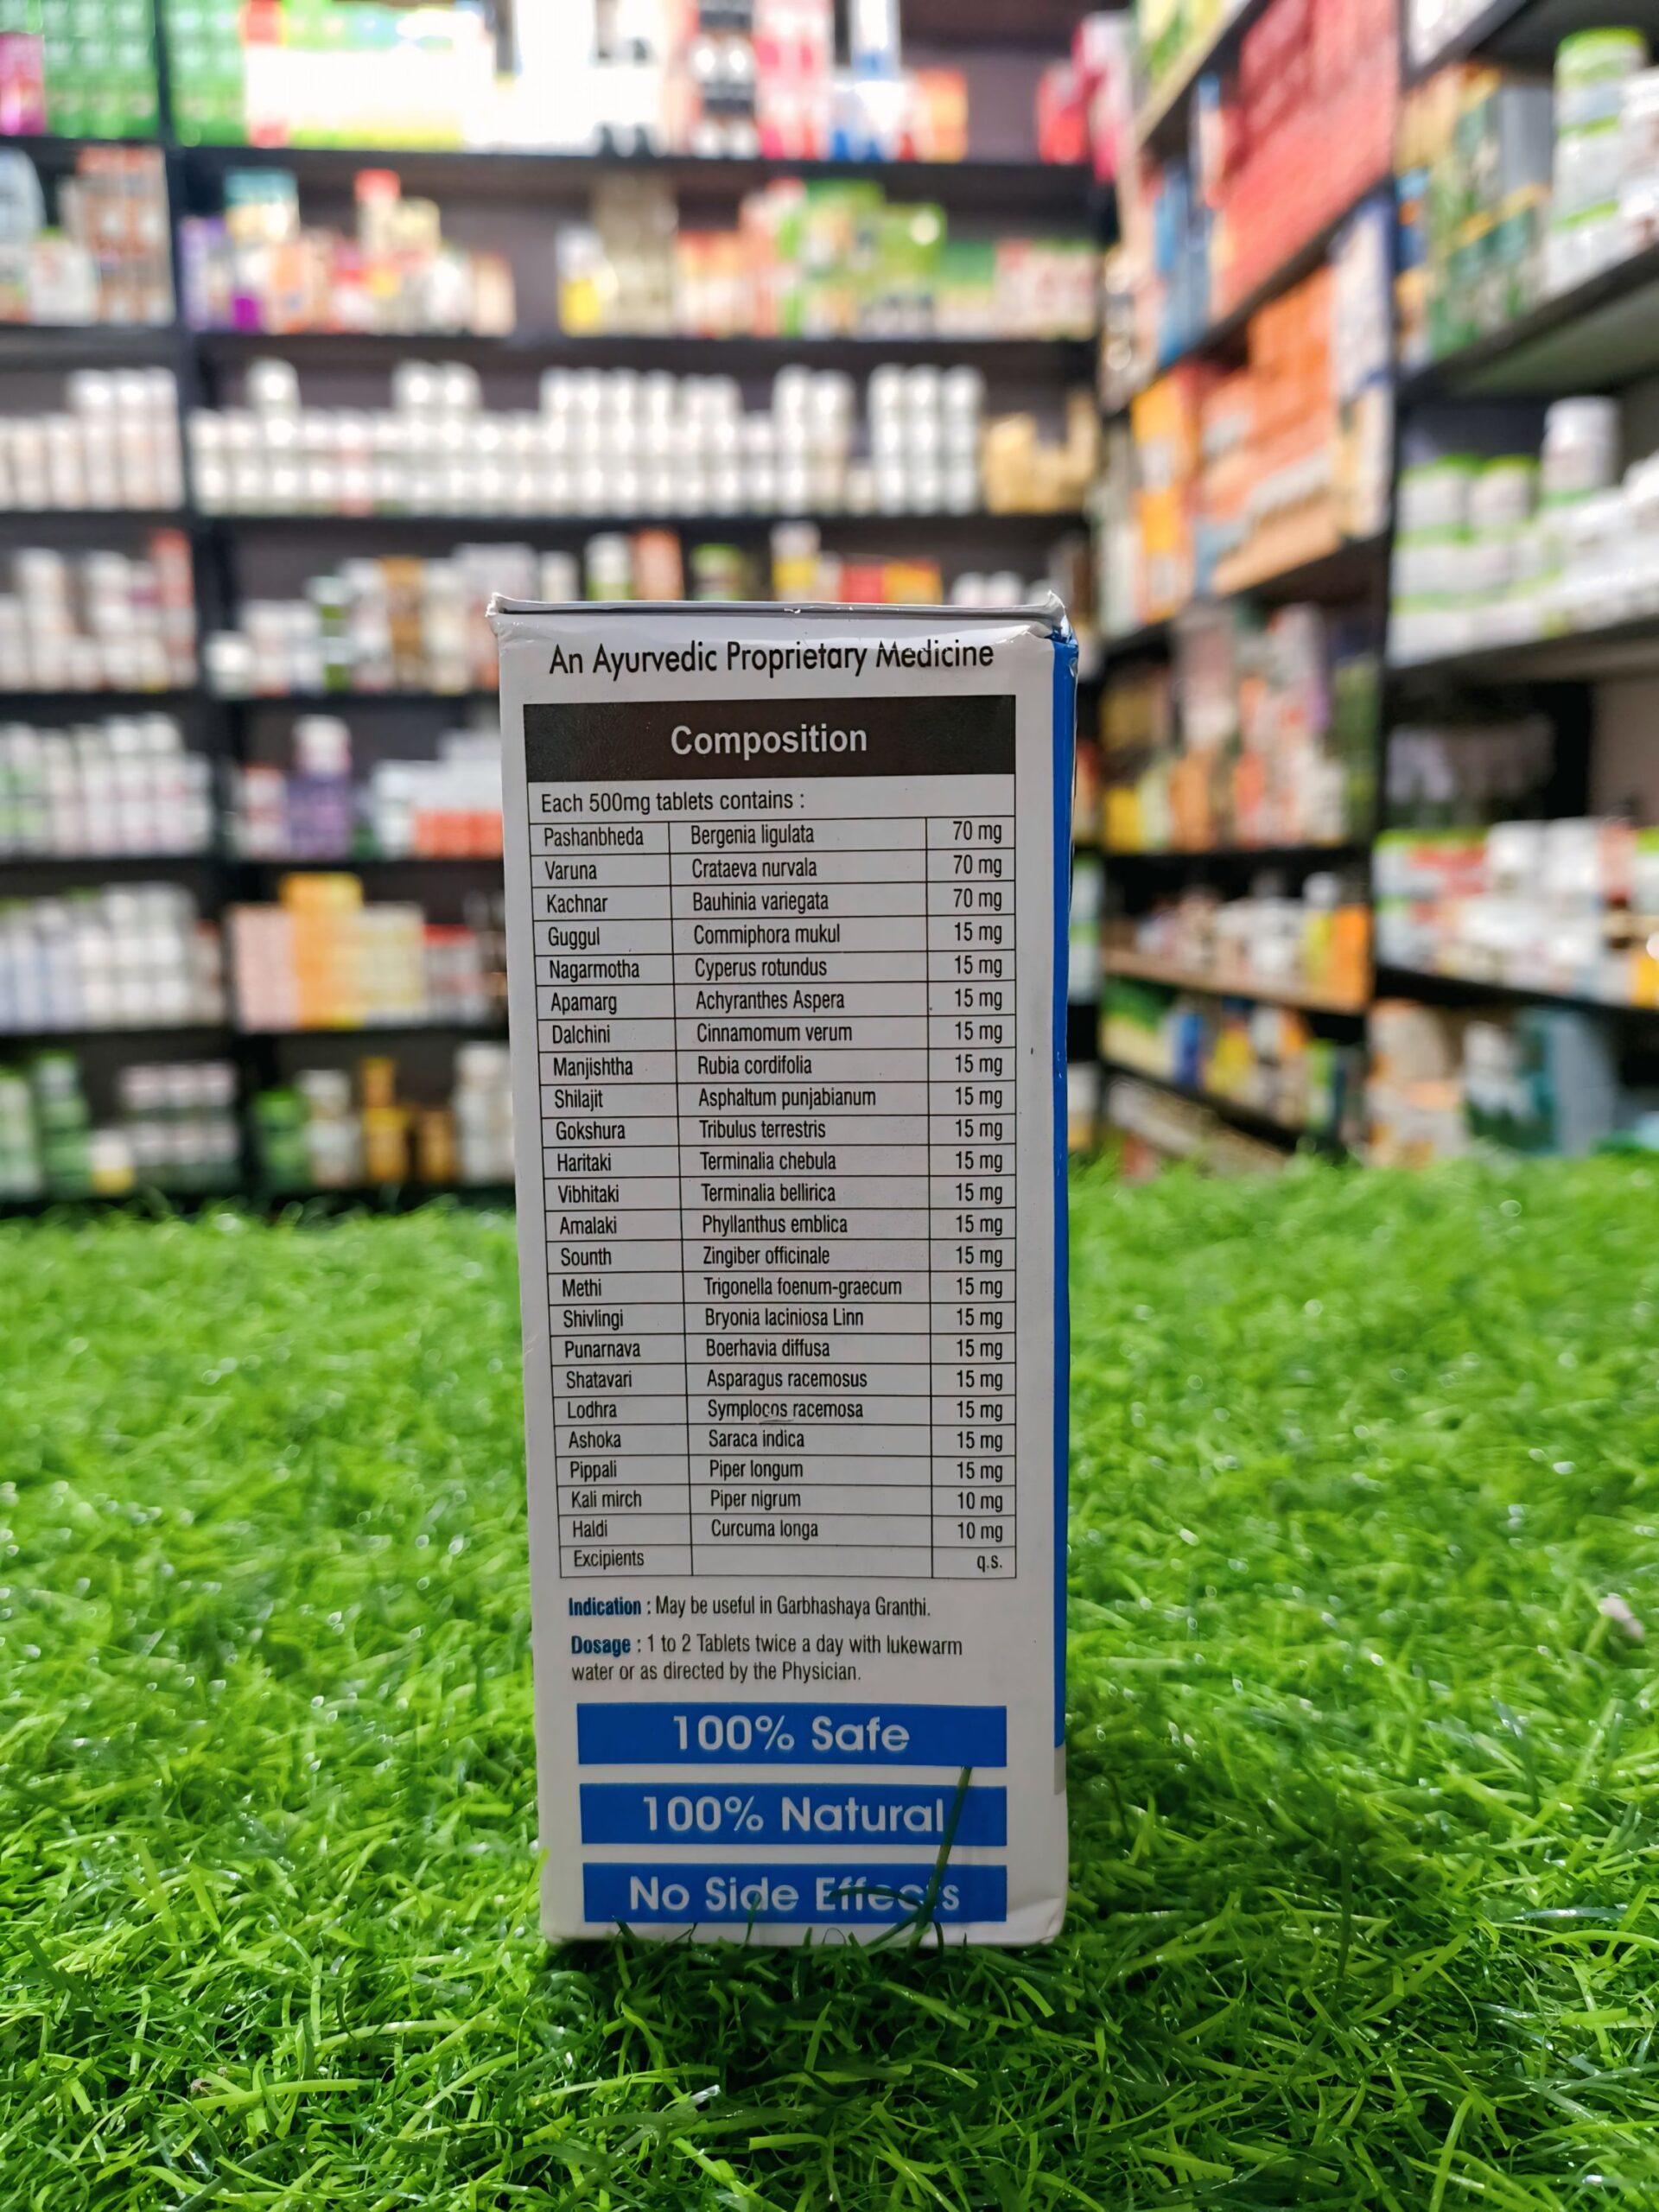 An Ayurvedic Proprietary Medicine
Composition
Each 500mg tablets contains :
Pashanbheda Bergenia ligulata 70 mg
Varuna Crataeva nurvala 70 mg
Kachnar Bauhinia variegata 70 mg
Guggul Commiphora mukul 15 mg
Nagarmotha Cyperus rotundus 15 mg
Apamarg Achyranthes Aspera 15 mg
Dalchini Cinnamomum verum 15 mg
Manjishtha Rubia cordifolia 15 mg
Shilajit Asphaltum punjabianum 15 mg
Gokshura Tribulus terrestris 15 mg
Haritaki Terminalia chebula 15 mg
Vibhitaki Terminalia bellirica 15 mg
Amalaki Phyllanthus emblica 15 mg
Sounth Zingiber officinale 15 mg
Methi Trigonella foenum-graecum 15 mg
Shivlingi Bryonia laciniosa Linn 15 mg
Punarnava Boerhavia diffusa 15 mg
Shatavari Asparagus racemosus 15 mg
Lodhra Symplocos racemosa 15 mg
Ashoka Saraca indica 15 mg
Pippali Piper longum 15 mg
Kali mirch Piper nigrum 10 mg
Haldi Curcuma longa 10 mg
Excipients q.s.
Indication : May be useful in Garbhashaya Granthi.
Dosage : 1 to 2 Tablets twice a day with lukewarm
water or as directed by the Physician.
100% Safe
100% Natural
No Side Effects